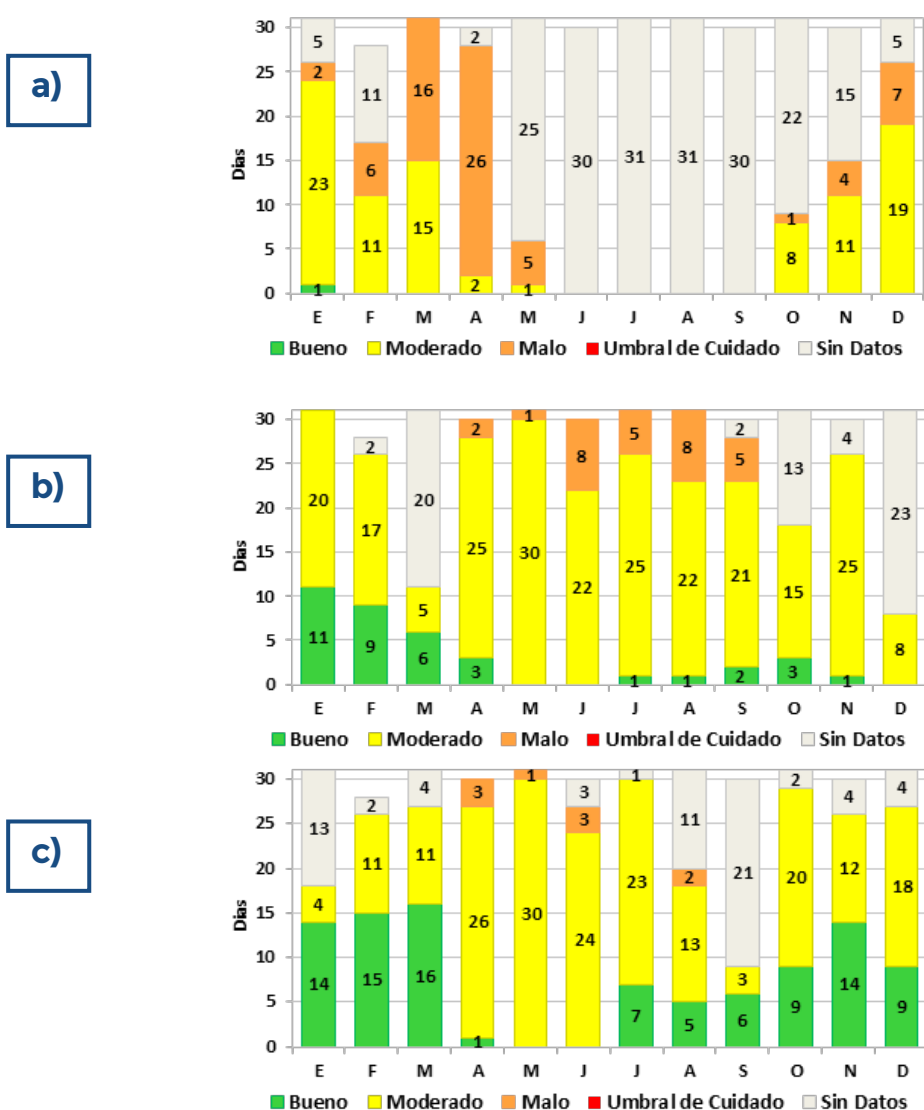 a)
Días
30
5 2 5
25 2
11 16 15 7
20 22
25
15 6 26 30 31 31 30
23 4
10 19
11 15 11
5 5 1 8
0 1 2 1
E F M A M J J A S O N D
Bueno Moderado Malo Umbral de Cuidado Sin Datos
b)
Días
30 1
2 2 5 2 4
25 8 8 5 13
20 20 20 23
17
15 25 30 25 22 21 25
10 22 15
5 11 9 5 8
6 3 2 3
0 1 1 1
E F M A M J J A S O N D
Bueno Moderado Malo Umbral de Cuidado Sin Datos
c)
Días
30 1 1 2
2 4 3 3 4 4
25 13 3 11
20 11 11 23 2 21 20 12 18
15 4 26 30
10 24 13
5 14 15 16 7 5 3 9 14 9
6
0 1
E F M A M J J A S O N D
Bueno Moderado Malo Umbral de Cuidado Sin Datos